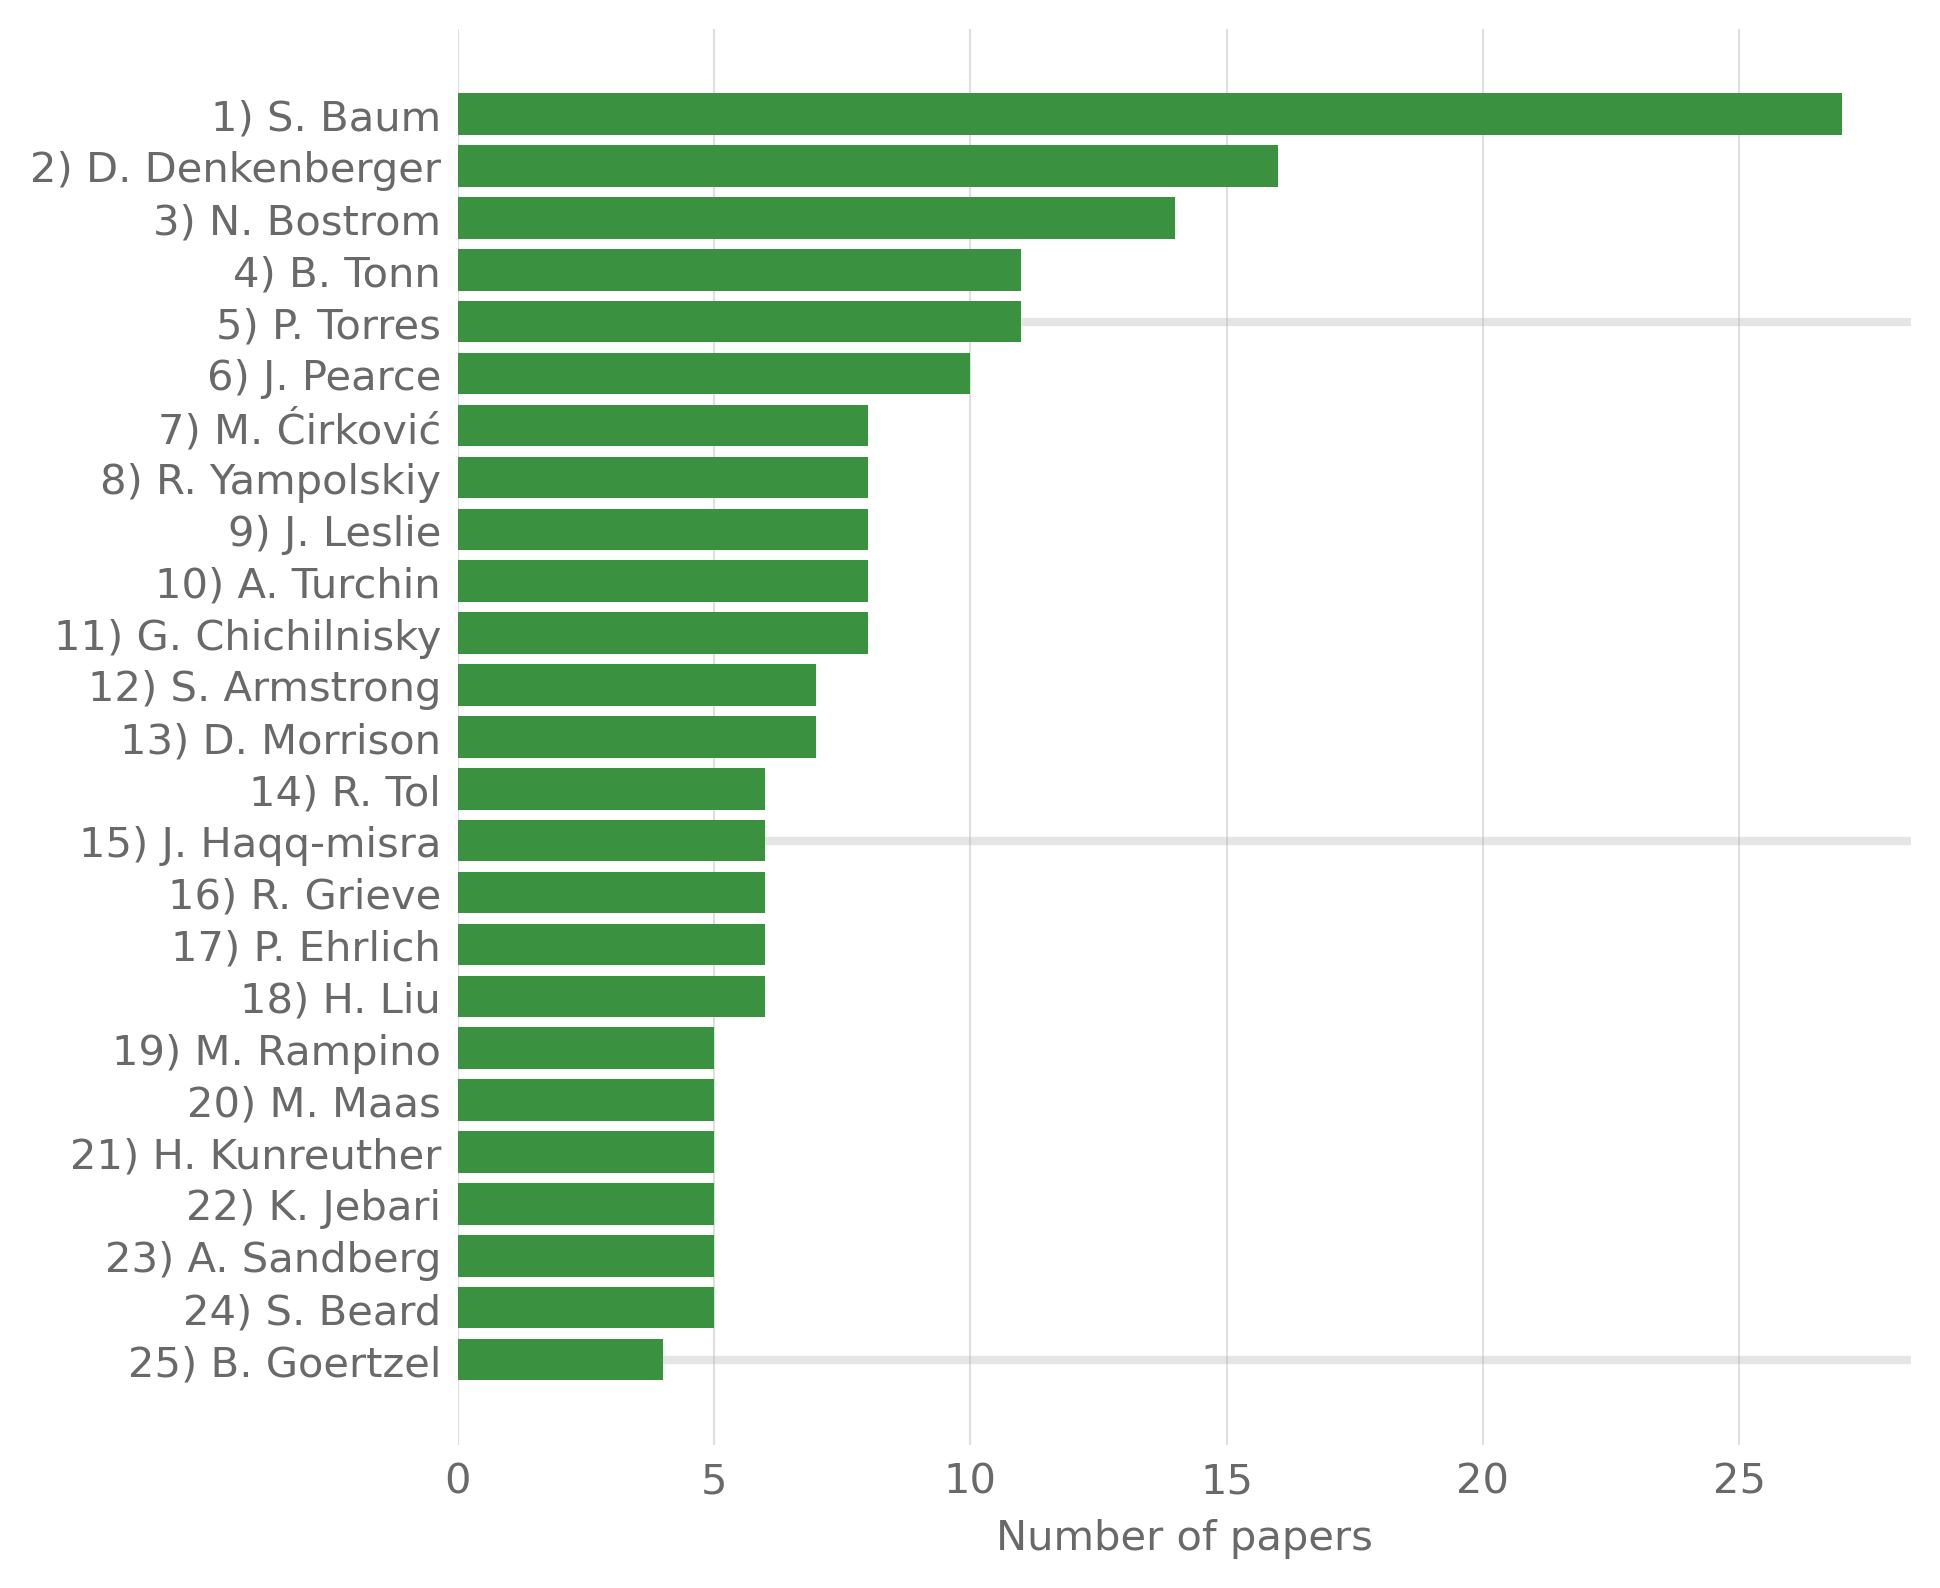 1) S. Baum
2) D. Denkenberger
3) N. Bostrom
4) B. Tonn
5) P. Torres
6) J. Pearce
7) M. Ćirković
8) R. Yampolskiy
9) J. Leslie
10) A. Turchin
11) G. Chichilnisky
12) S. Armstrong
13) D. Morrison
14) R. Tol
15) J. Haqq-misra
16) R. Grieve
17) P. Ehrlich
18) H. Liu
19) M. Rampino
20) M. Maas
21) H. Kunreuther
22) K. Jebari
23) A. Sandberg
24) S. Beard
25) B. Goertzel
0 5 10 15 20 25
Number of papers